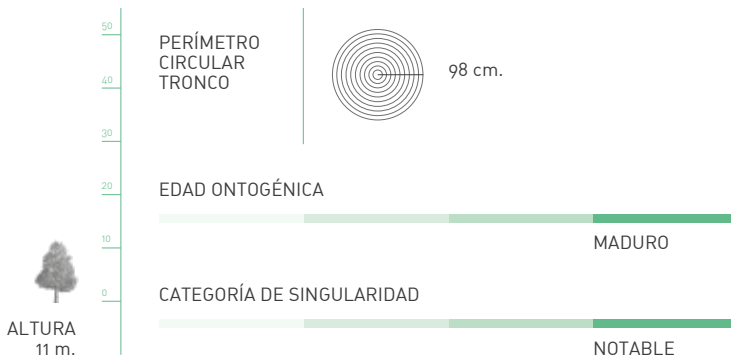 50
40
30
20
10
0
ALTURA
11 m.
PERÍMETRO
CIRCULAR
TRONCO
98 cm.
EDAD ONTOGÉNICA
MADURO
CATEGORÍA DE SINGULARIDAD
NOTABLE